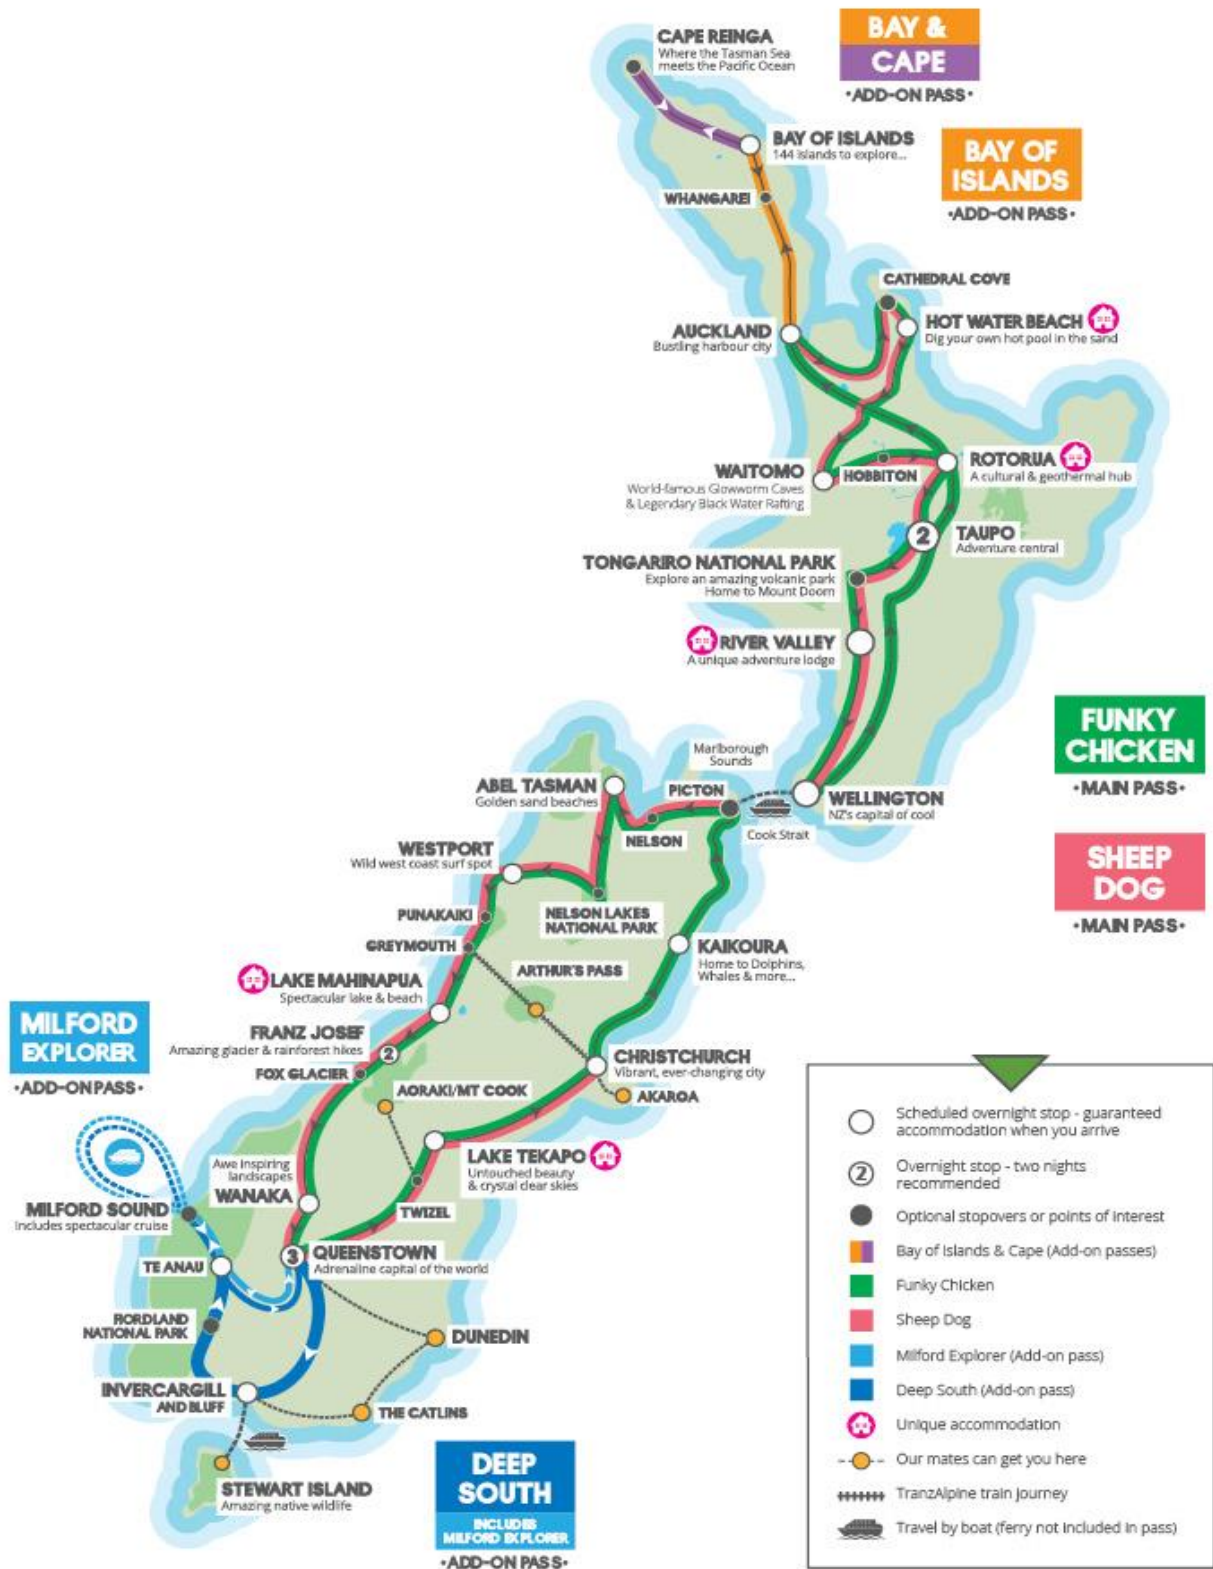 CAPE REINGA
Where the Tasman Sea
meets the Pacific Ocean
BAY &
CAPE
•ADD-ON PASS•
BAY OF ISLANDS
144 islands to explore...
BAY OF
ISLANDS
•ADD-ON PASS•
WHANGAREI
CATHEDRAL COVE
HOT WATER BEACH
Dig your own hot pool in the sand
AUCKLAND
Bustling harbour city
WAITOMO
World-famous Glowworm Caves
& Legendary Black Water Rafting
HOBBITON
ROTORUA
A cultural & geothermal hub
2
TAUPO
Adventure central
TONGARIRO NATIONAL PARK
Explore an amazing volcanic park
Home to Mount Doom
RIVER VALLEY
A unique adventure lodge
FUNKY
CHICKEN
•MAIN PASS•
SHEEP
DOG
•MAIN PASS•
Marlborough
Sounds
ABEL TASMAN
Golden sand beaches
PICTON
WELLINGTON
NZ's capital of cool
Cook Strait
NELSON
WESTPORT
Wild west coast surf spot
PUNAKAIKI
NELSON LAKES
NATIONAL PARK
GREYMOUTH
KAIKOURA
Home to Dolphins,
Whales & more...
ARTHUR'S PASS
LAKE MAHINAPUA
Spectacular lake & beach
MILFORD
EXPLORER
•ADD-ON PASS•
FRANZ JOSEF
Amazing glacier & rainforest hikes
2
FOX GLACIER
CHRISTCHURCH
Vibrant, ever-changing city
AKAROA
AORAKI/MT COOK
LAKE TEKAPO
Untouched beauty
& crystal clear skies
Awe inspiring
landscapes
WANAKA
TWIZEL
MILFORD SOUND
Includes spectacular cruise
TE ANAU
3
QUEENSTOWN
Adrenaline capital of the world
FIORDLAND
NATIONAL PARK
DUNEDIN
INVERCARGILL
AND BLUFF
THE CATLINS
STEWART ISLAND
Amazing native wildlife
DEEP
SOUTH
INCLUDES
MILFORD EXPLORER
•ADD-ON PASS•
Scheduled overnight stop - guaranteed
accommodation when you arrive
2
Overnight stop - two nights
recommended
Optional stopovers or points of interest
Bay of Islands & Cape (Add-on passes)
Funky Chicken
Sheep Dog
Milford Explorer (Add-on pass)
Deep South (Add-on pass)
Unique accommodation
Our mates can get you here
TranzAlpine train journey
Travel by boat (ferry not included in pass)